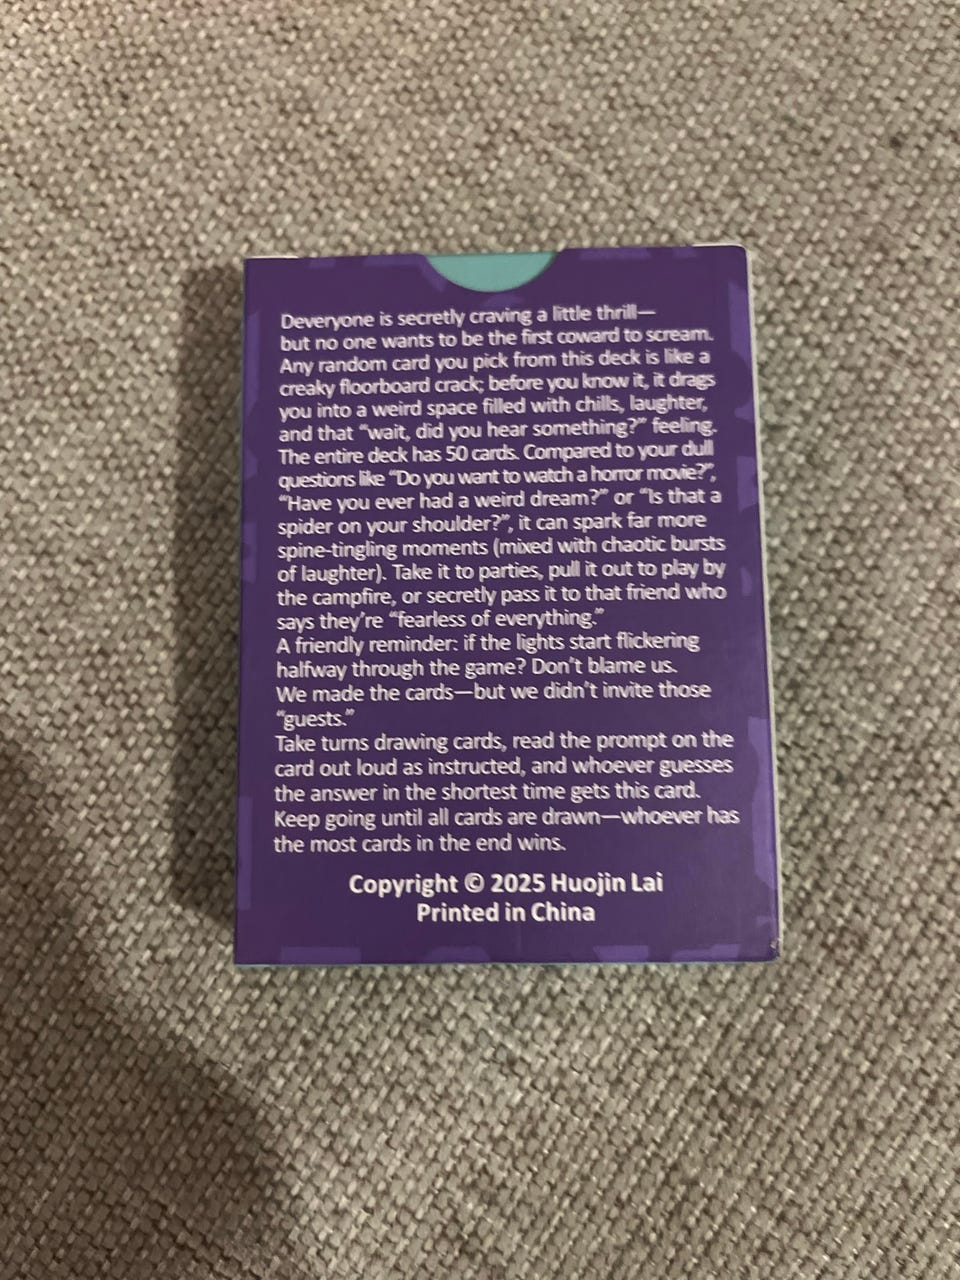 Deveryone is secretly craving a little thrill—
but no one wants to be the first coward to scream.
Any random card you pick from this deck is like a
creaky floorboard crack; before you know it, it drags
you into a weird space filled with chills, laughter,
and that “wait, did you hear something?” feeling.
The entire deck has 50 cards. Compared to your dull
questions like “Do you want to watch a horror movie?”,
“Have you ever had a weird dream?” or “Is that a
spider on your shoulder?”, it can spark far more
spine-tingling moments (mixed with chaotic bursts
of laughter). Take it to parties, pull it out to play by
the campfire, or secretly pass it to that friend who
says they’re “fearless of everything.”
A friendly reminder: if the lights start flickering
halfway through the game? Don’t blame us.
We made the cards—but we didn’t invite those
“guests.”
Take turns drawing cards, read the prompt on the
card out loud as instructed, and whoever guesses
the answer in the shortest time gets this card.
Keep going until all cards are drawn—whoever has
the most cards in the end wins.
Copyright © 2025 Huojin Lai
Printed in China